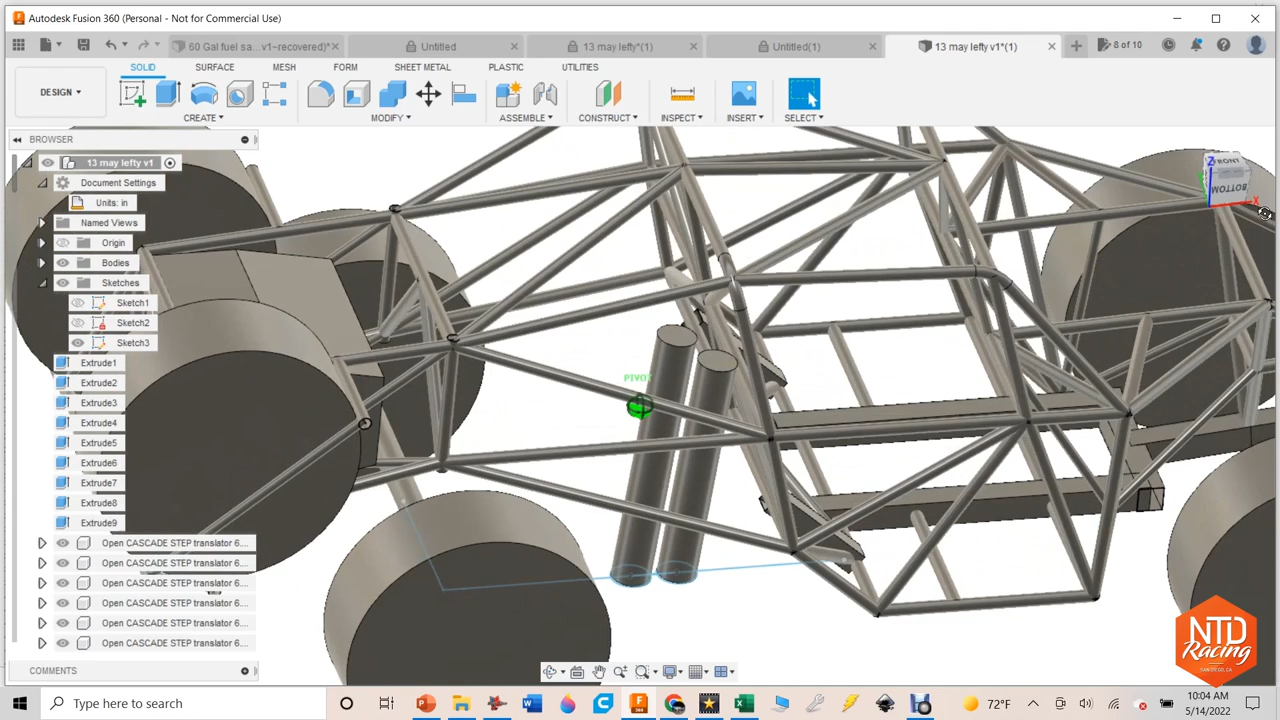 Autodesk Fusion 360 (Personal - Not for Commercial Use)
60 Gal fuel sa... v1~recovered)*
Untitled
13 may lefty*(1)
Untitled(1)
13 may lefty v1*(1)
8 of 10
SOLID
SURFACE
MESH
FORM
SHEET METAL
PLASTIC
UTILITIES
DESIGN
CREATE
MODIFY
ASSEMBLE
CONSTRUCT
INSPECT
INSERT
SELECT
BROWSER
13 may lefty v1
Document Settings
Units: in
Named Views
Origin
Bodies
Sketches
Sketch1
Sketch2
Sketch3
Extrude1
Extrude2
Extrude3
Extrude4
Extrude5
Extrude6
Extrude7
Extrude8
Extrude9
Open CASCADE STEP translator 6....
Open CASCADE STEP translator 6....
Open CASCADE STEP translator 6....
Open CASCADE STEP translator 6....
Open CASCADE STEP translator 6....
Open CASCADE STEP translator 6....
PIVOT
Z
FRONT
BOTTOM
X
COMMENTS
NTD
Racing
SAN DIEGO, CA
Type here to search
72°F
10:04 AM
5/14/2022